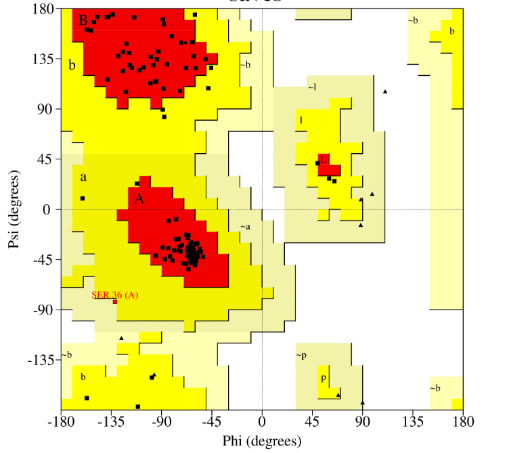 180
135
90
45
0
-45
-90
-135
-180
Psi (degrees)
B
b
~b
~b
b
~l
l
L
a
A
~a
SER 36 (A)
~b
b
~p
p
~b
-180
-135
-90
-45
0
45
90
135
180
Phi (degrees)